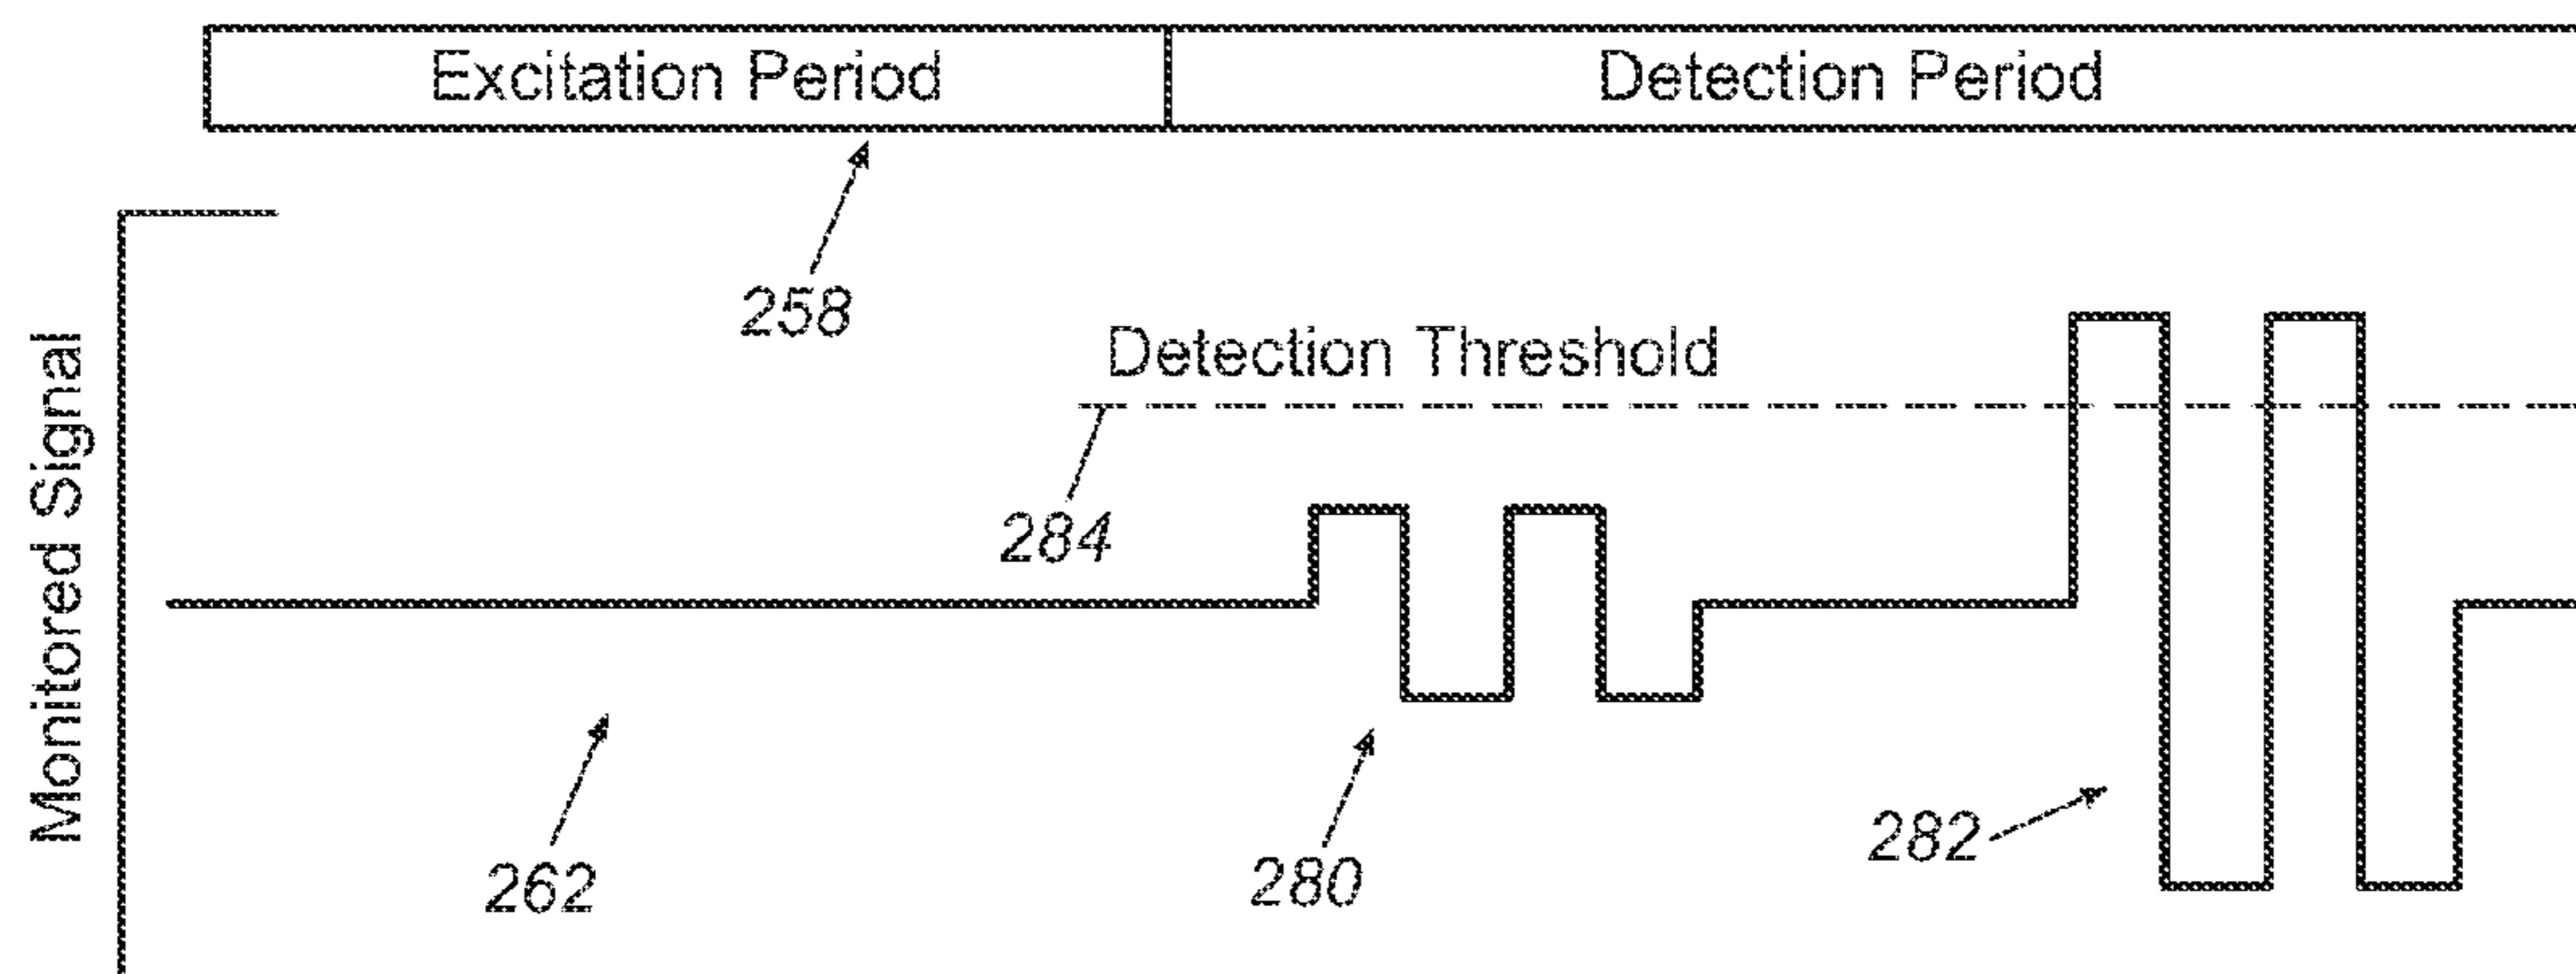 Excitation Period
Detection Period
258
Detection Threshold
284
Monitored Signal
262
280
282